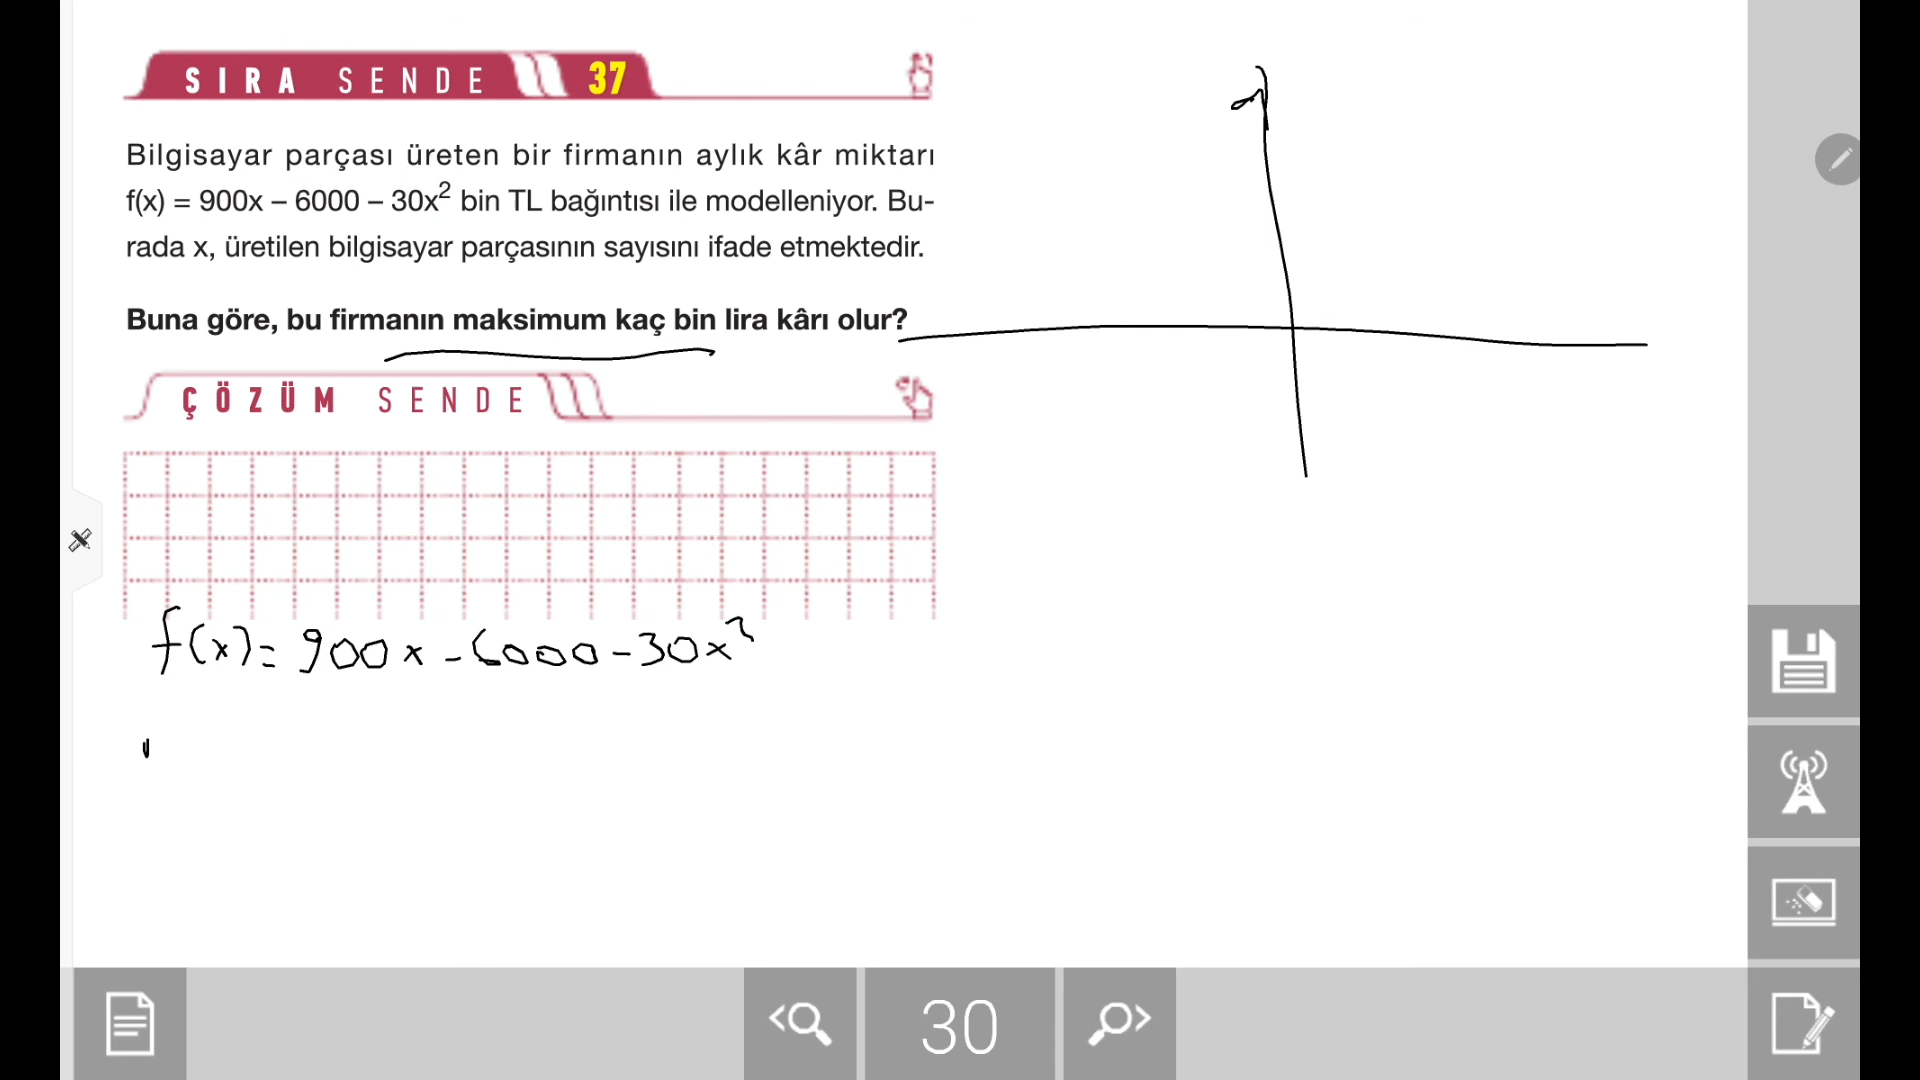 SIRA SENDE 37
Bilgisayar parçası üreten bir firmanın aylık kâr miktarı
f(x) = 900x – 6000 – 30x² bin TL bağıntısı ile modelleniyor. Bu-
rada x, üretilen bilgisayar parçasının sayısını ifade etmektedir.
Buna göre, bu firmanın maksimum kaç bin lira kârı olur?
ÇÖZÜM SENDE
f(x) = 900x - 6000 - 30x²
30